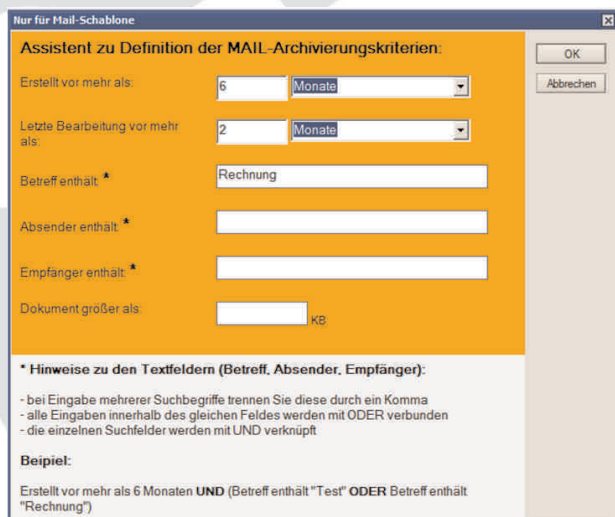 Nur für Mail-Schablone
Assistent zu Definition der MAIL-Archivierungskriterien:
OK
Abbrechen
Erstellt vor mehr als:
6
Monate
Letzte Bearbeitung vor mehr
als:
2
Monate
Betreff enthält: *
Rechnung
Absender enthält: *
Empfänger enthält: *
Dokument größer als:
KB
* Hinweise zu den Textfeldern (Betreff, Absender, Empfänger):
- bei Eingabe mehrerer Suchbegriffe trennen Sie diese durch ein Komma
- alle Eingaben innerhalb des gleichen Feldes werden mit ODER verbunden
- die einzelnen Suchfelder werden mit UND verknüpft
Beipiel:
Erstellt vor mehr als 6 Monaten UND (Betreff enthält "Test" ODER Betreff enthält
"Rechnung")